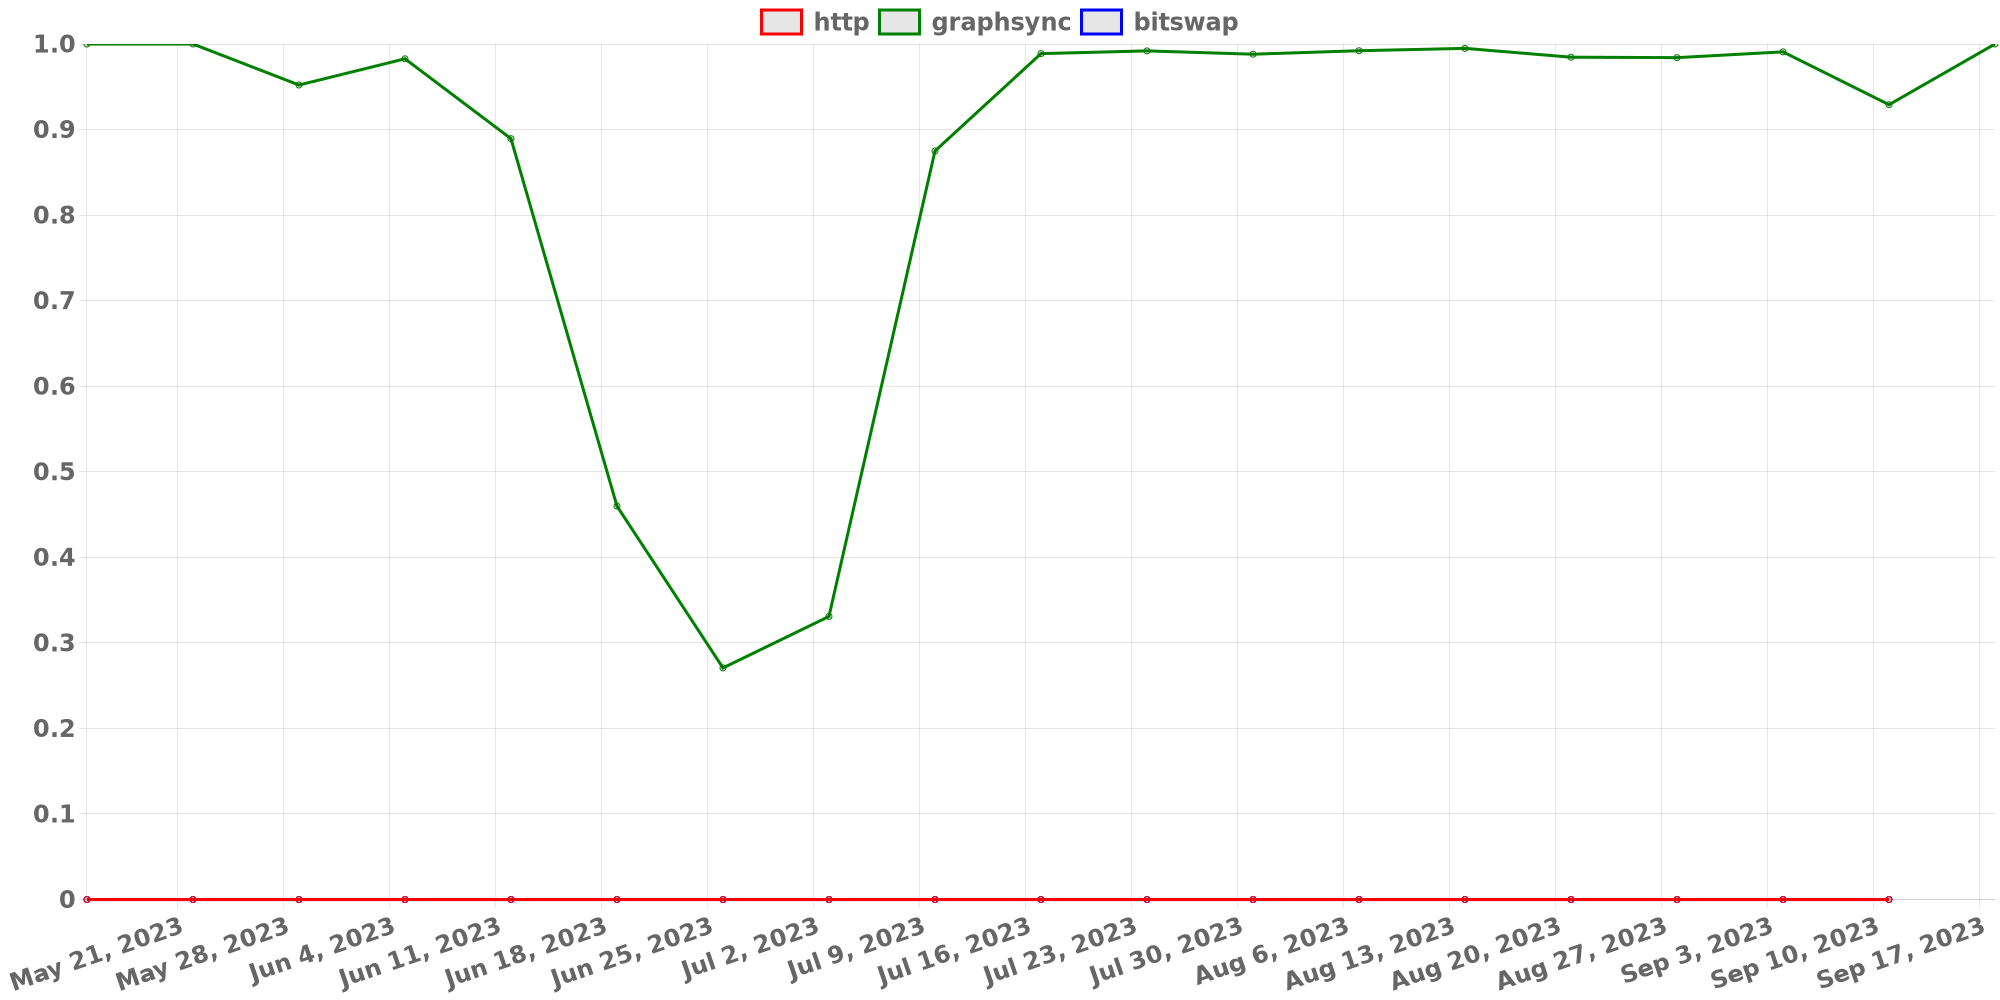 http graphsync bitswap
1.0
0.9
0.8
0.7
0.6
0.5
0.4
0.3
0.2
0.1
0
May 21, 2023
May 28, 2023
Jun 4, 2023
Jun 11, 2023
Jun 18, 2023
Jun 25, 2023
Jul 2, 2023
Jul 9, 2023
Jul 16, 2023
Jul 23, 2023
Jul 30, 2023
Aug 6, 2023
Aug 13, 2023
Aug 20, 2023
Aug 27, 2023
Sep 3, 2023
Sep 10, 2023
Sep 17, 2023